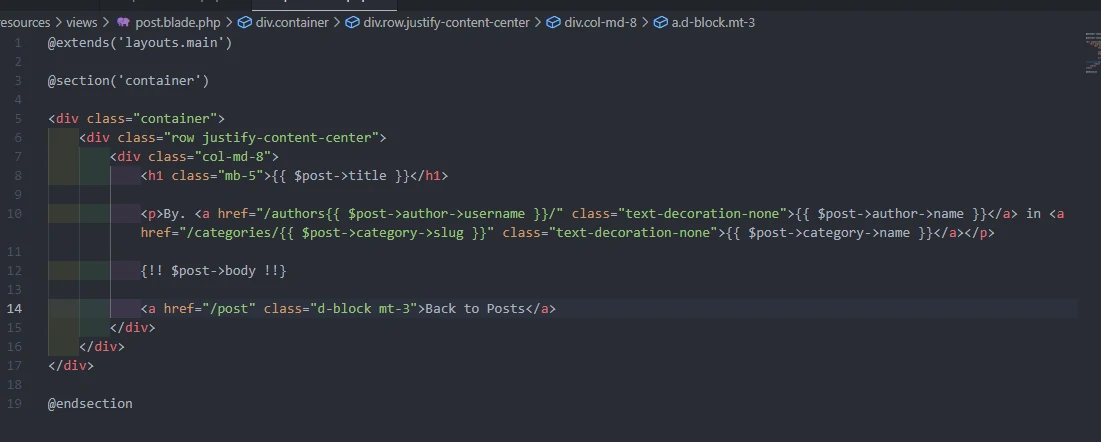 resources > views > post.blade.php > div.container > div.row.justify-content-center > div.col-md-8 > a.d-block.mt-3
1 @extends('layouts.main')
2
3 @section('container')
4
5 <div class="container">
6 <div class="row justify-content-center">
7 <div class="col-md-8">
8 <h1 class="mb-5">{{ $post->title }}</h1>
9
10 <p>By. <a href="/authors{{ $post->author->username }}/" class="text-decoration-none">{{ $post->author->name }}</a> in <a
href="/categories/{{ $post->category->slug }}" class="text-decoration-none">{{ $post->category->name }}</a></p>
11
12 {!! $post->body !!}
13
14 <a href="/post" class="d-block mt-3">Back to Posts</a>
15 </div>
16 </div>
17 </div>
18
19 @endsection